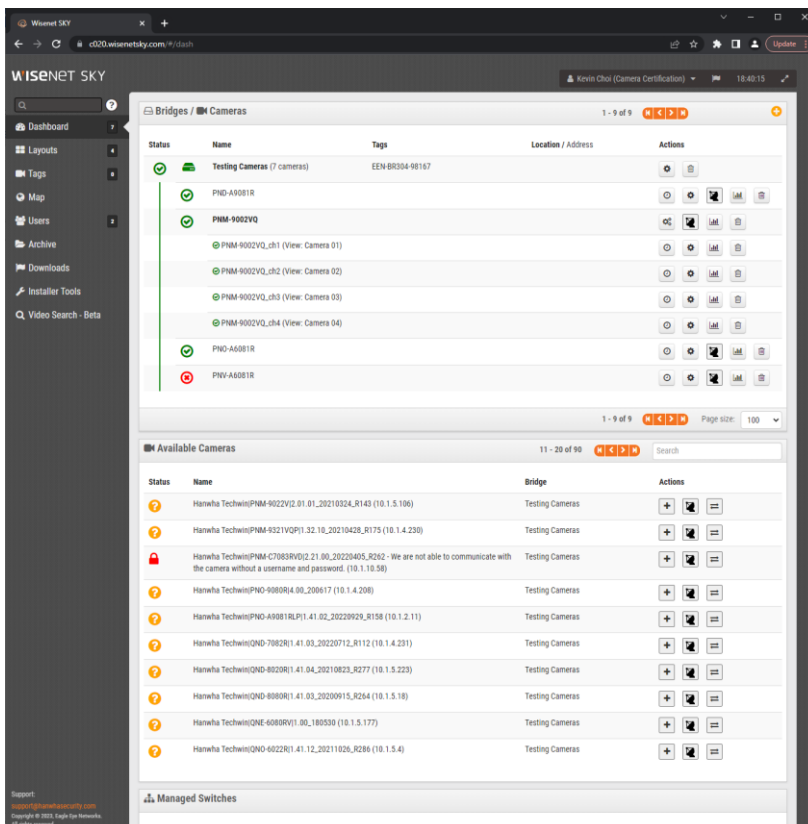 Wisenet SKY
c020.wisenetsky.com/#/dash
Update
WISENET SKY
Kevin Choi (Camera Certification)
18:40:15
Dashboard 7
Layouts 4
Tags 6
Map
Users 2
Archive
Downloads
Installer Tools
Video Search - Beta
Bridges / Cameras
1 - 9 of 9
Status Name Tags Location / Address Actions
Testing Cameras (7 cameras) EEN-BR304-98167
PND-A9081R
PNM-9002VQ
PNM-9002VQ_ch1 (View: Camera 01)
PNM-9002VQ_ch2 (View: Camera 02)
PNM-9002VQ_ch3 (View: Camera 03)
PNM-9002VQ_ch4 (View: Camera 04)
PNO-A6081R
PNV-A6081R
1 - 9 of 9 Page size: 100
Available Cameras 11 - 20 of 90 Search
Status Name Bridge Actions
Hanwha Techwin|PNM-9022V|2.01.01_20210324_R143 (10.1.5.106) Testing Cameras
Hanwha Techwin|PNM-9321VQP|1.32.10_20210428_R175 (10.1.4.230) Testing Cameras
Hanwha Techwin|PNM-C7083RVD|2.21.00_20220405_R262 - We are not able to communicate with Testing Cameras
the camera without a username and password. (10.1.10.58)
Hanwha Techwin|PNO-9080R|4.00_200617 (10.1.4.208) Testing Cameras
Hanwha Techwin|PNO-A9081RLP|1.41.02_20220929_R158 (10.1.2.11) Testing Cameras
Hanwha Techwin|QND-7082R|1.41.03_20220712_R112 (10.1.4.231) Testing Cameras
Hanwha Techwin|QND-8020R|1.41.04_20210823_R277 (10.1.5.223) Testing Cameras
Hanwha Techwin|QND-8080R|1.41.03_20200915_R264 (10.1.5.18) Testing Cameras
Hanwha Techwin|QNE-6080RV|1.00_180530 (10.1.5.177) Testing Cameras
Hanwha Techwin|QNO-6022R|1.41.12_20211026_R286 (10.1.5.4) Testing Cameras
Managed Switches
Support:
support@hanwhasecurity.com
Copyright © 2023, Eagle Eye Networks.
All rights reserved